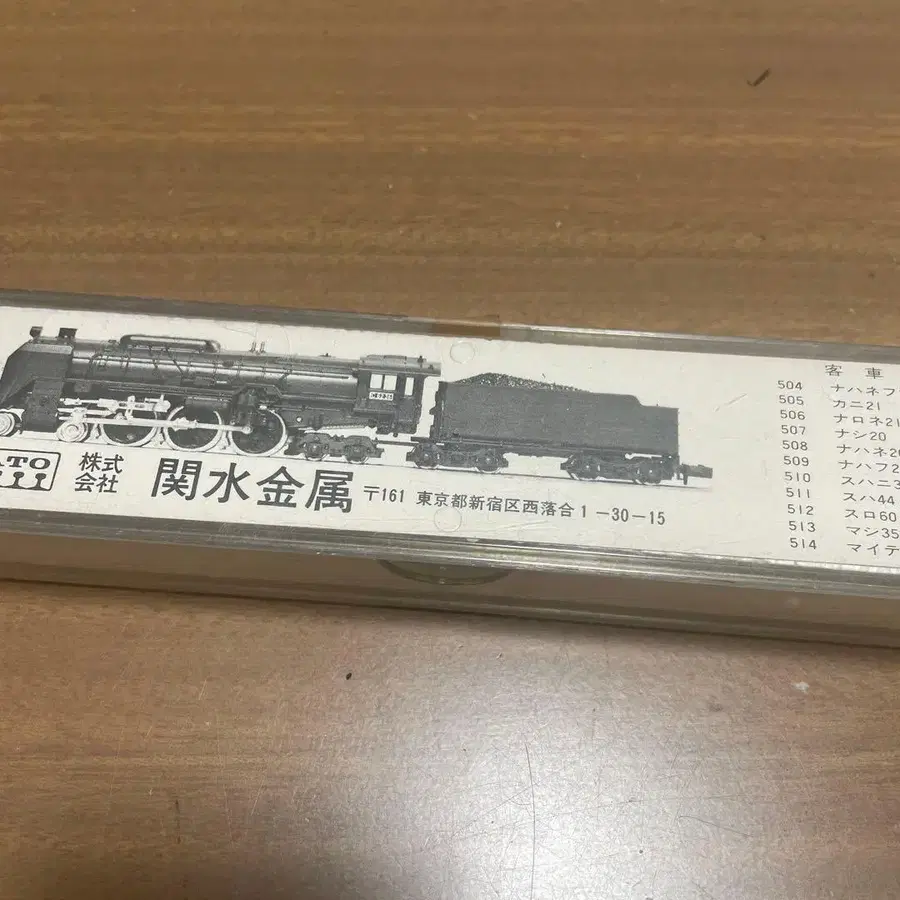 客車
504 ナハネフ
505 カニ21
506 ナロネ21
507 ナシ20
508 ナハネ20
509 ナハフ2
510 スハニ3
511 スハ44
512 スロ60
513 マシ35
514 マイテ
株式会社 関水金属 〒161 東京都新宿区西落合1-30-15